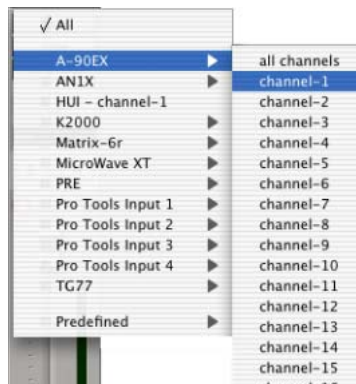 ✓ All
A-90EX
AN1X
HUI - channel-1
K2000
Matrix-6r
MicroWave XT
PRE
Pro Tools Input 1
Pro Tools Input 2
Pro Tools Input 3
Pro Tools Input 4
TG77
Predefined
all channels
channel-1
channel-2
channel-3
channel-4
channel-5
channel-6
channel-7
channel-8
channel-9
channel-10
channel-11
channel-12
channel-13
channel-14
channel-15